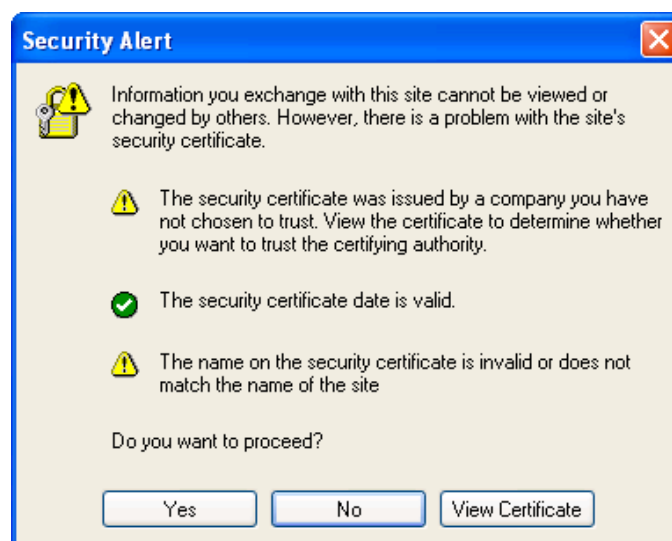 Security Alert
Information you exchange with this site cannot be viewed or
changed by others. However, there is a problem with the site's
security certificate.
The security certificate was issued by a company you have
not chosen to trust. View the certificate to determine whether
you want to trust the certifying authority.
The security certificate date is valid.
The name on the security certificate is invalid or does not
match the name of the site
Do you want to proceed?
Yes
No
View Certificate